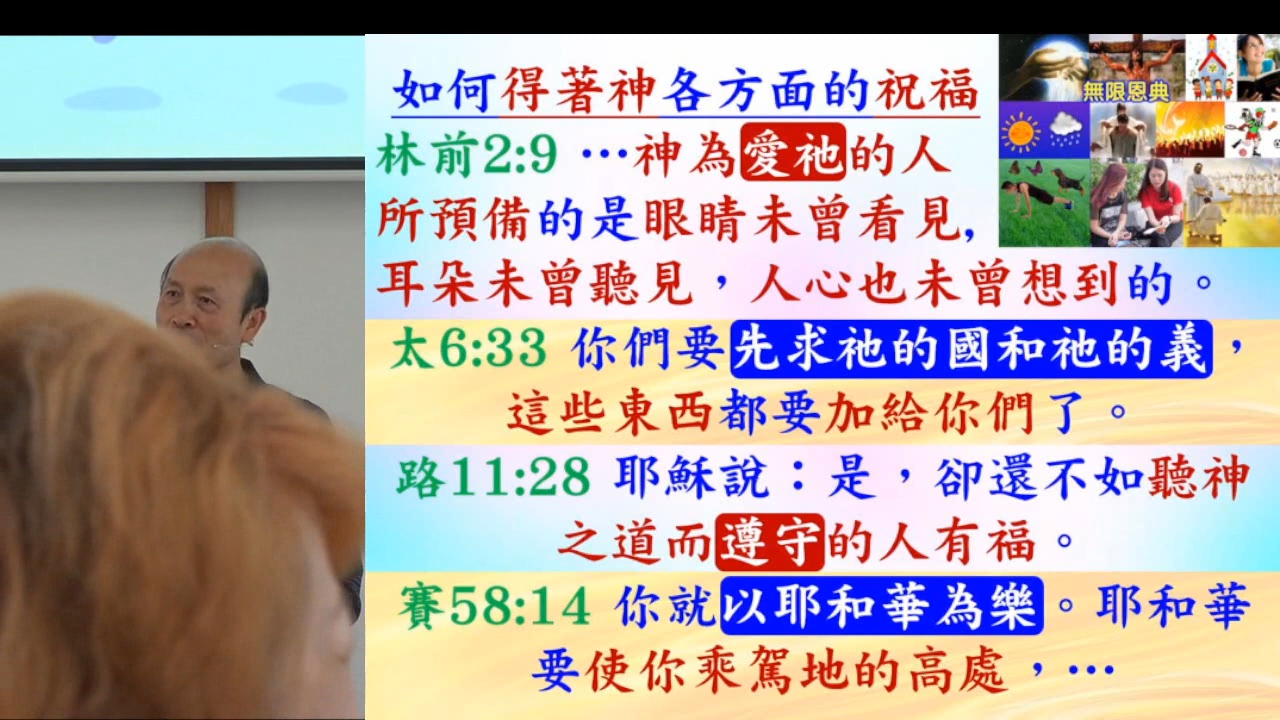 如何得著神各方面的祝福
無限恩典
林前2:9 …神為愛祂的人
所預備的是眼睛未曾看見,
耳朵未曾聽見，人心也未曾想到的。
太6:33 你們要先求祂的國和祂的義，
這些東西都要加給你們了。
路11:28 耶穌說：是，卻還不如聽神
之道而遵守的人有福。
賽58:14 你就以耶和華為樂。耶和華
要使你乘駕地的高處，…